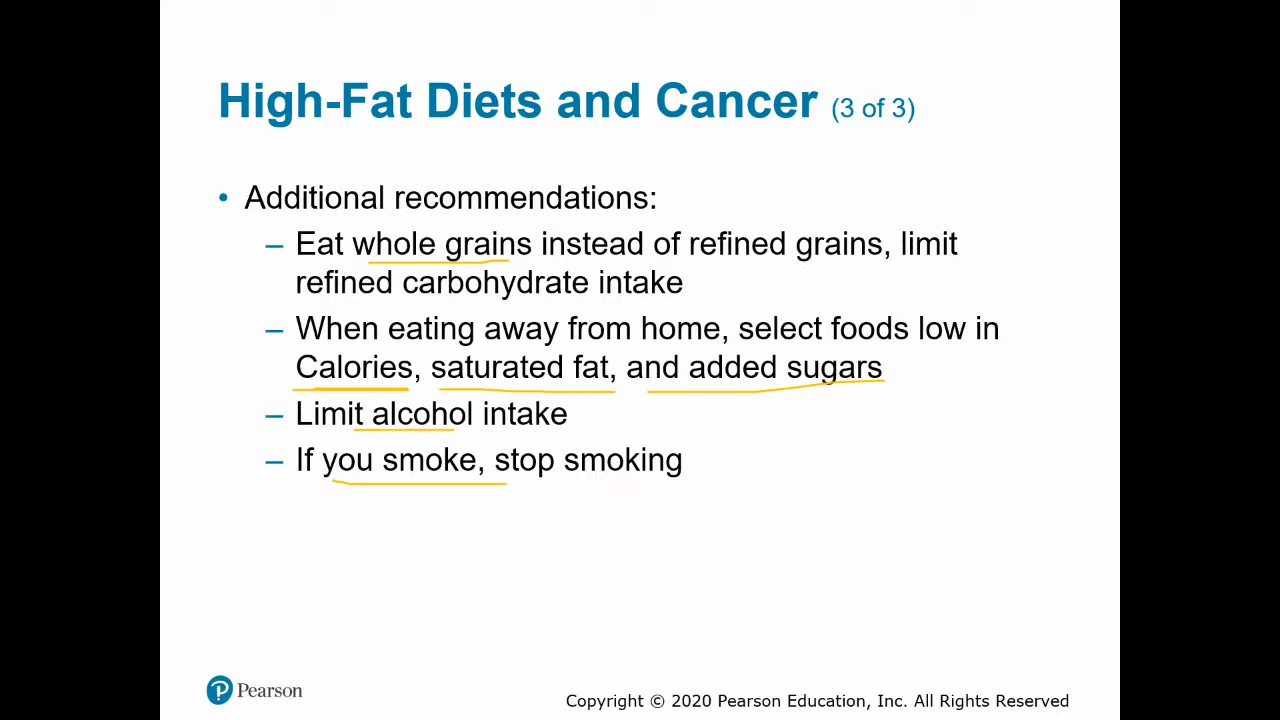 High-Fat Diets and Cancer (3 of 3)
• Additional recommendations:
– Eat whole grains instead of refined grains, limit
refined carbohydrate intake
– When eating away from home, select foods low in
Calories, saturated fat, and added sugars
– Limit alcohol intake
– If you smoke, stop smoking
Pearson
Copyright © 2020 Pearson Education, Inc. All Rights Reserved